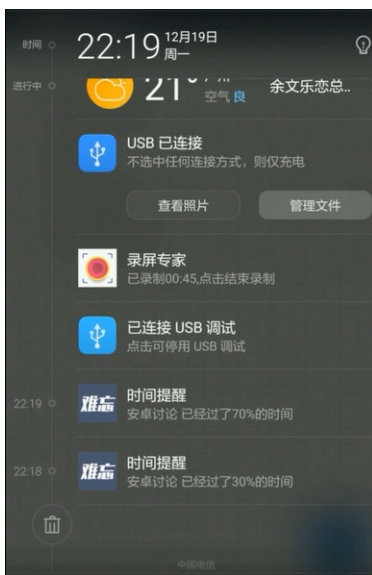 时间
22:19
12月19日
周一
进行中
21°
空气 良
余文乐恋总..
USB 已连接
不选中任何连接方式，则仅充电
查看照片
管理文件
录屏专家
已录制00:45,点击结束录制
已连接 USB 调试
点击可停用 USB 调试
22:19
难忘
时间提醒
安卓讨论 已经过了70%的时间
22:18
难忘
时间提醒
安卓讨论 已经过了30%的时间
中国电信